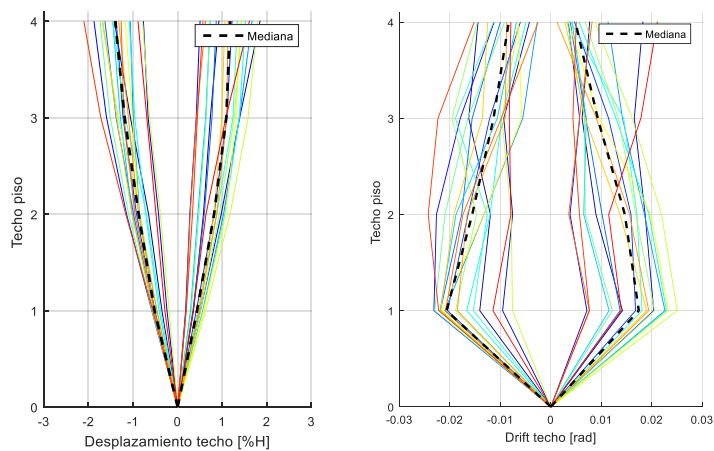 4
3
2
1
0
Techo piso
-3 -2 -1 0 1 2 3
Desplazamiento techo [%H]
Mediana
4
3
2
1
0
Techo piso
-0.03 -0.02 -0.01 0 0.01 0.02 0.03
Drift techo [rad]
Mediana